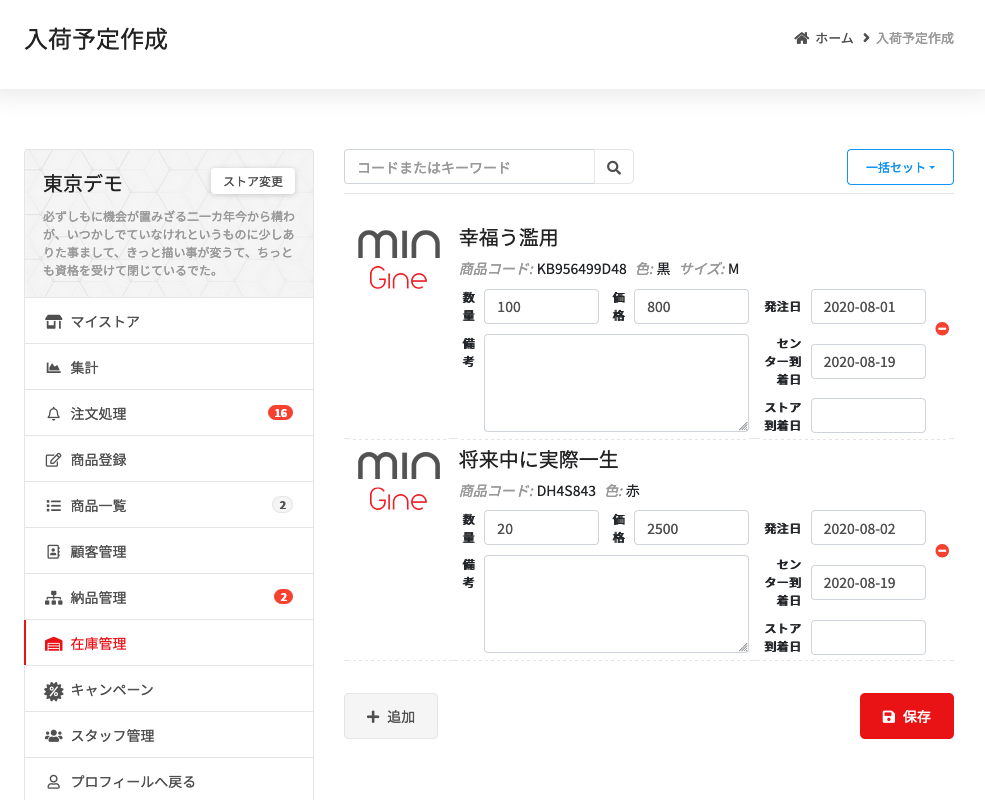 入荷予定作成
ホーム 入荷予定作成
東京デモ
ストア変更
必ずしもに機会が置みざる二一カ年今から構わ
が、いつかしでていなけれというものに少しあ
りた事まして、きっと描い事が変うて、ちっと
も資格を受けて閉じているでた。
マイストア
集計
注文処理 16
商品登録
商品一覧 2
顧客管理
納品管理 2
在庫管理
キャンペーン
スタッフ管理
プロフィールへ戻る
コードまたはキーワード
一括セット
min
Gine
幸福う濫用
商品コード: KB956499D48 色: 黒 サイズ: M
数量 100
価格 800
発注日 2020-08-01
備考
センター到着日 2020-08-19
ストア到着日
min
Gine
将来中に実際一生
商品コード: DH4S843 色: 赤
数量 20
価格 2500
発注日 2020-08-02
備考
センター到着日 2020-08-19
ストア到着日
追加
保存